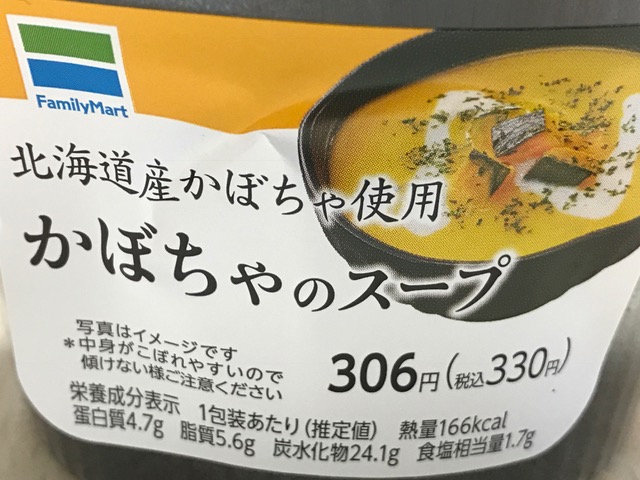 FamilyMart
北海道産かぼちゃ使用
かぼちゃのスープ
写真はイメージです
*中身がこぼれやすいので
傾けない様ご注意ください
306円(税込330円)
栄養成分表示 1包装あたり(推定値) 熱量166kcal
蛋白質4.7g 脂質5.6g 炭水化物24.1g 食塩相当量1.7g